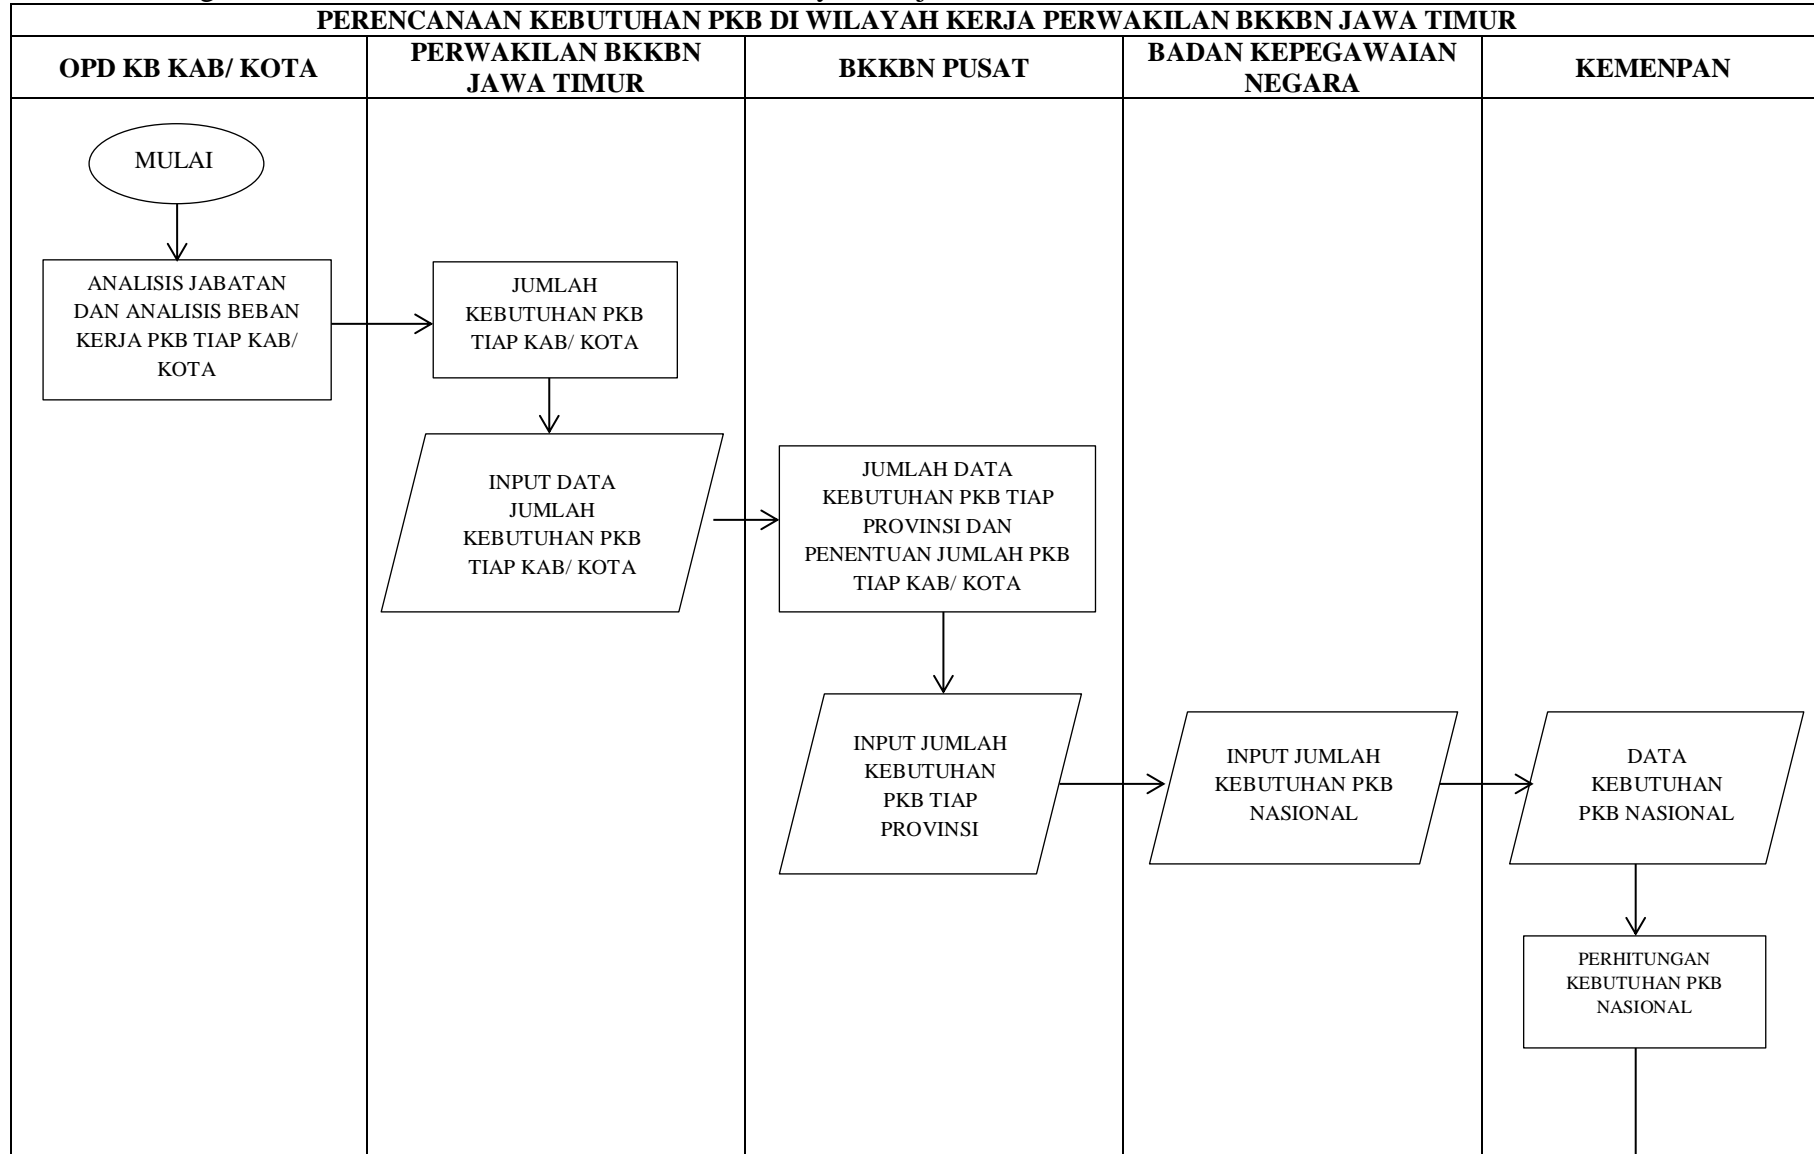 PERENCANAAN KEBUTUHAN PKB DI WILAYAH KERJA PERWAKILAN BKKBN JAWA TIMUR
OPD KB KAB/ KOTA
PERWAKILAN BKKBN
JAWA TIMUR
BKKBN PUSAT
BADAN KEPEGAWAIAN
NEGARA
KEMENPAN
MULAI
ANALISIS JABATAN
DAN ANALISIS BEBAN
KERJA PKB TIAP KAB/
KOTA
JUMLAH
KEBUTUHAN PKB
TIAP KAB/ KOTA
INPUT DATA
JUMLAH
KEBUTUHAN PKB
TIAP KAB/ KOTA
JUMLAH DATA
KEBUTUHAN PKB TIAP
PROVINSI DAN
PENENTUAN JUMLAH PKB
TIAP KAB/ KOTA
INPUT JUMLAH
KEBUTUHAN
PKB TIAP
PROVINSI
INPUT JUMLAH
KEBUTUHAN PKB
NASIONAL
DATA
KEBUTUHAN
PKB NASIONAL
PERHITUNGAN
KEBUTUHAN PKB
NASIONAL